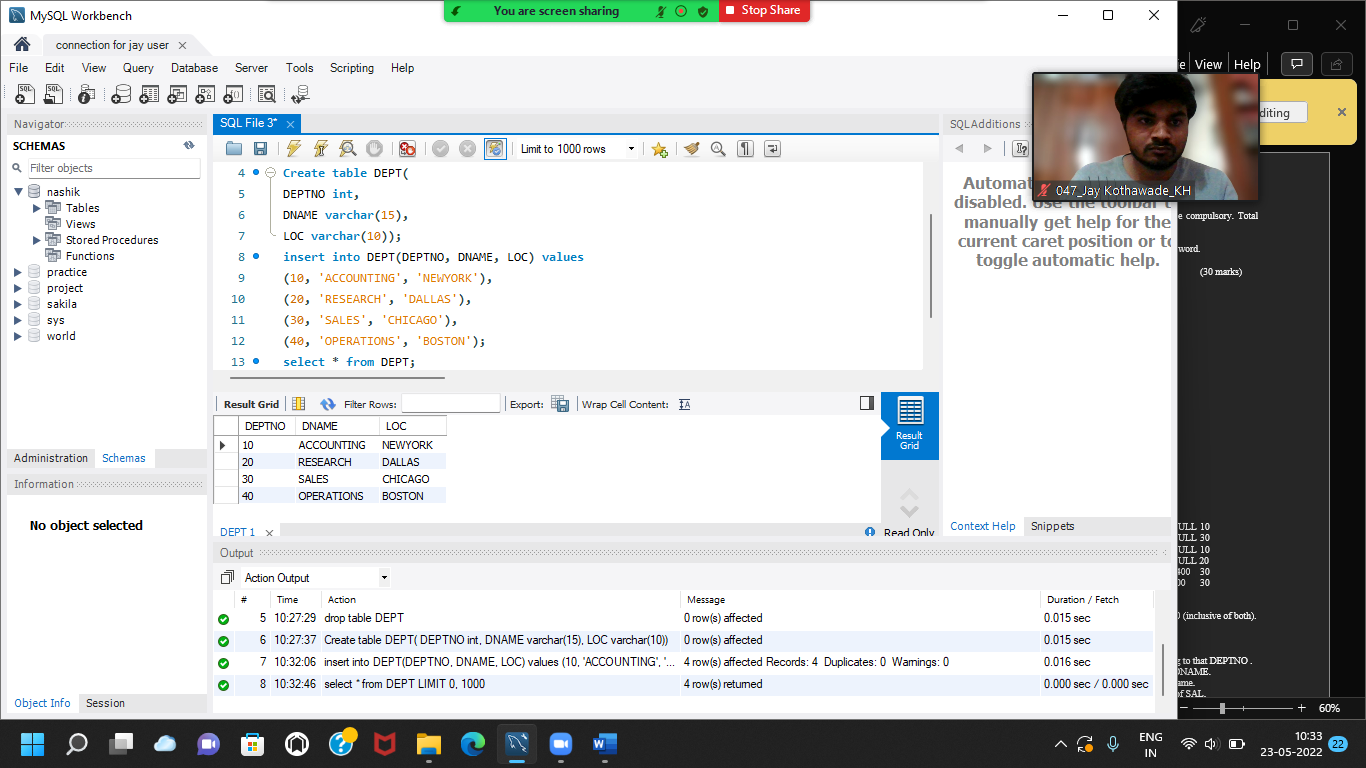 MySQL Workbench
You are screen sharing
Stop Share
connection for jay user
File Edit View Query Database Server Tools Scripting Help
View Help
Navigator
SCHEMAS
Filter objects
nashik
Tables
Views
Stored Procedures
Functions
practice
project
sakila
sys
world
Administration Schemas
Information
No object selected
Object Info Session
SQL File 3*
Limit to 1000 rows
4 Create table DEPT(
5 DEPTNO int,
6 DNAME varchar(15),
7 LOC varchar(10));
8 insert into DEPT(DEPTNO, DNAME, LOC) values
9 (10, 'ACCOUNTING', 'NEWYORK'),
10 (20, 'RESEARCH', 'DALLAS'),
11 (30, 'SALES', 'CHICAGO'),
12 (40, 'OPERATIONS', 'BOSTON');
13 select * from DEPT;
Result Grid Filter Rows: Export: Wrap Cell Content:
DEPTNO DNAME LOC
10 ACCOUNTING NEWYORK
20 RESEARCH DALLAS
30 SALES CHICAGO
40 OPERATIONS BOSTON
Result
Grid
DEPT 1
Read Only
Output
Action Output
# Time Action Message Duration / Fetch
5 10:27:29 drop table DEPT 0 row(s) affected 0.015 sec
6 10:27:37 Create table DEPT( DEPTNO int, DNAME varchar(15), LOC varchar(10)) 0 row(s) affected 0.015 sec
7 10:32:06 insert into DEPT(DEPTNO, DNAME, LOC) values (10, 'ACCOUNTING', '... 4 row(s) affected Records: 4 Duplicates: 0 Warnings: 0 0.016 sec
8 10:32:46 select * from DEPT LIMIT 0, 1000 4 row(s) returned 0.000 sec / 0.000 sec
SQLAdditions
disabled. Use the toolbar
manually get help for the
current caret position or to
toggle automatic help.
Context Help Snippets
047_Jay Kothawade_KH
diting
e compulsory. Total
word.
(30 marks)
ULL 10
ULL 30
ULL 10
ULL 20
400 30
00 30
0 (inclusive of both).
g to that DEPTNO .
DNAME.
ame.
of SAL.
60%
ENG
IN
10:33
23-05-2022
22